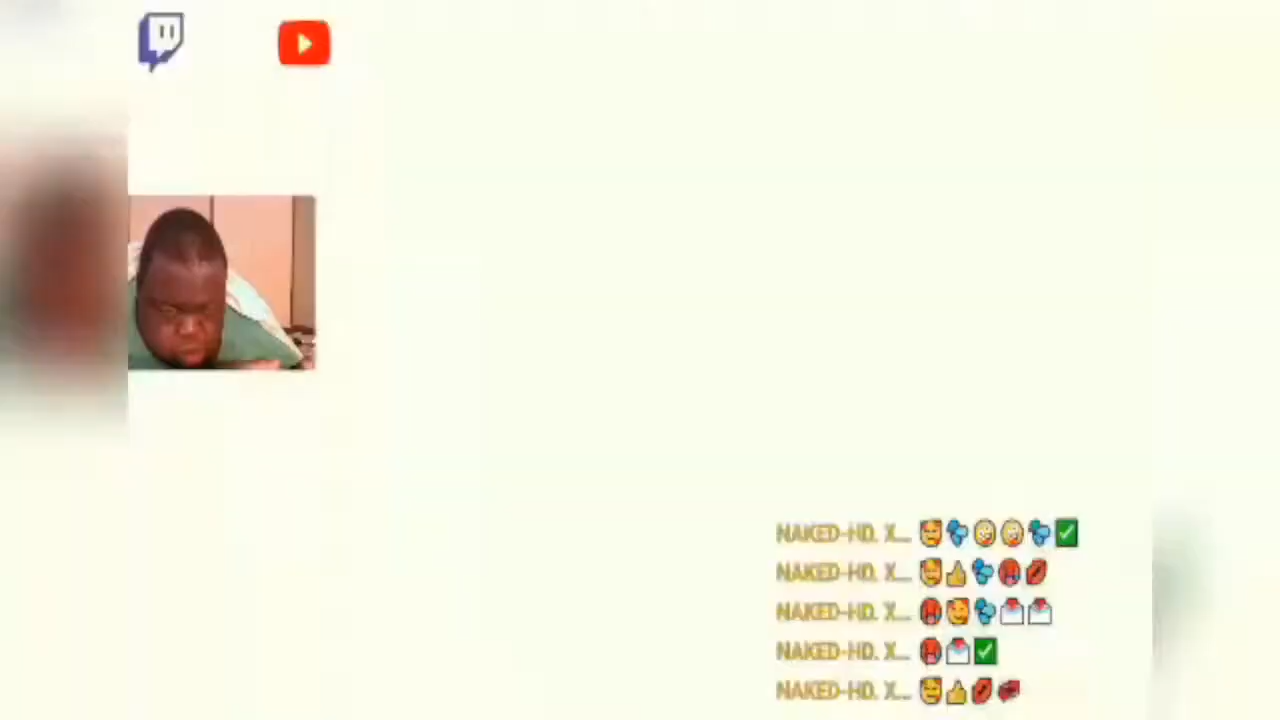 NAKED-HD. X... 🥰💦🤪🤪💦✅
NAKED-HD. X... 🥰👍💦🥵💋
NAKED-HD. X... 🥵🥰💦📩📩
NAKED-HD. X... 🥵📩✅
NAKED-HD. X... 🥰👍💋💋